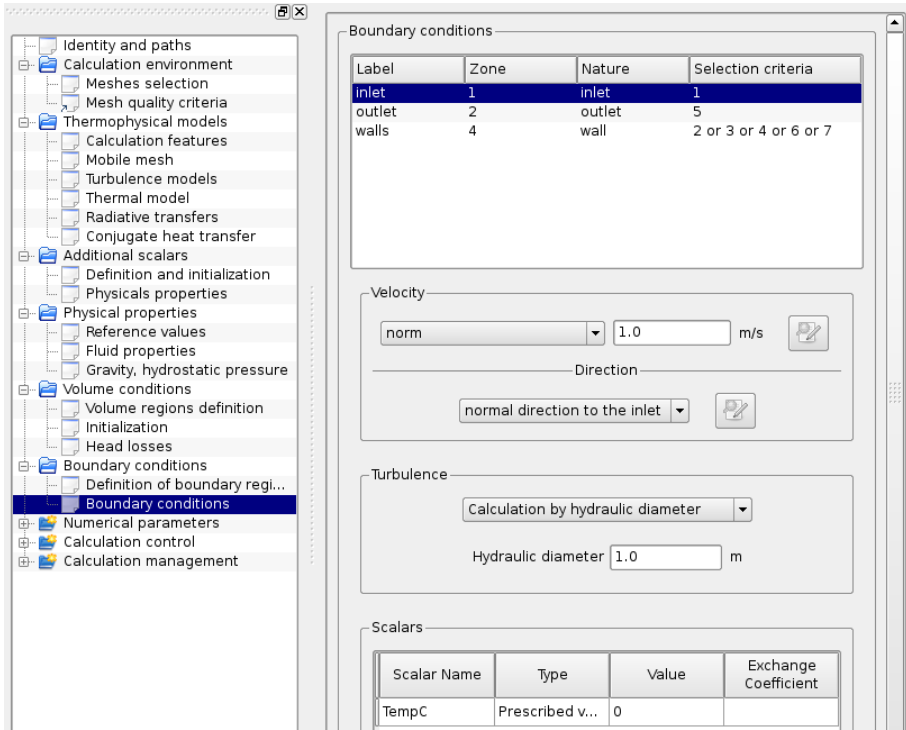 Identity and paths
Calculation environment
Meshes selection
Mesh quality criteria
Thermophysical models
Calculation features
Mobile mesh
Turbulence models
Thermal model
Radiative transfers
Conjugate heat transfer
Additional scalars
Definition and initialization
Physicals properties
Physical properties
Reference values
Fluid properties
Gravity, hydrostatic pressure
Volume conditions
Volume regions definition
Initialization
Head losses
Boundary conditions
Definition of boundary regi...
Boundary conditions
Numerical parameters
Calculation control
Calculation management
Boundary conditions
Label Zone Nature Selection criteria
inlet 1 inlet 1
outlet 2 outlet 5
walls 4 wall 2 or 3 or 4 or 6 or 7
Velocity
norm 1.0 m/s
Direction
normal direction to the inlet
Turbulence
Calculation by hydraulic diameter
Hydraulic diameter 1.0 m
Scalars
Scalar Name Type Value Exchange
Coefficient
TempC Prescribed v... 0